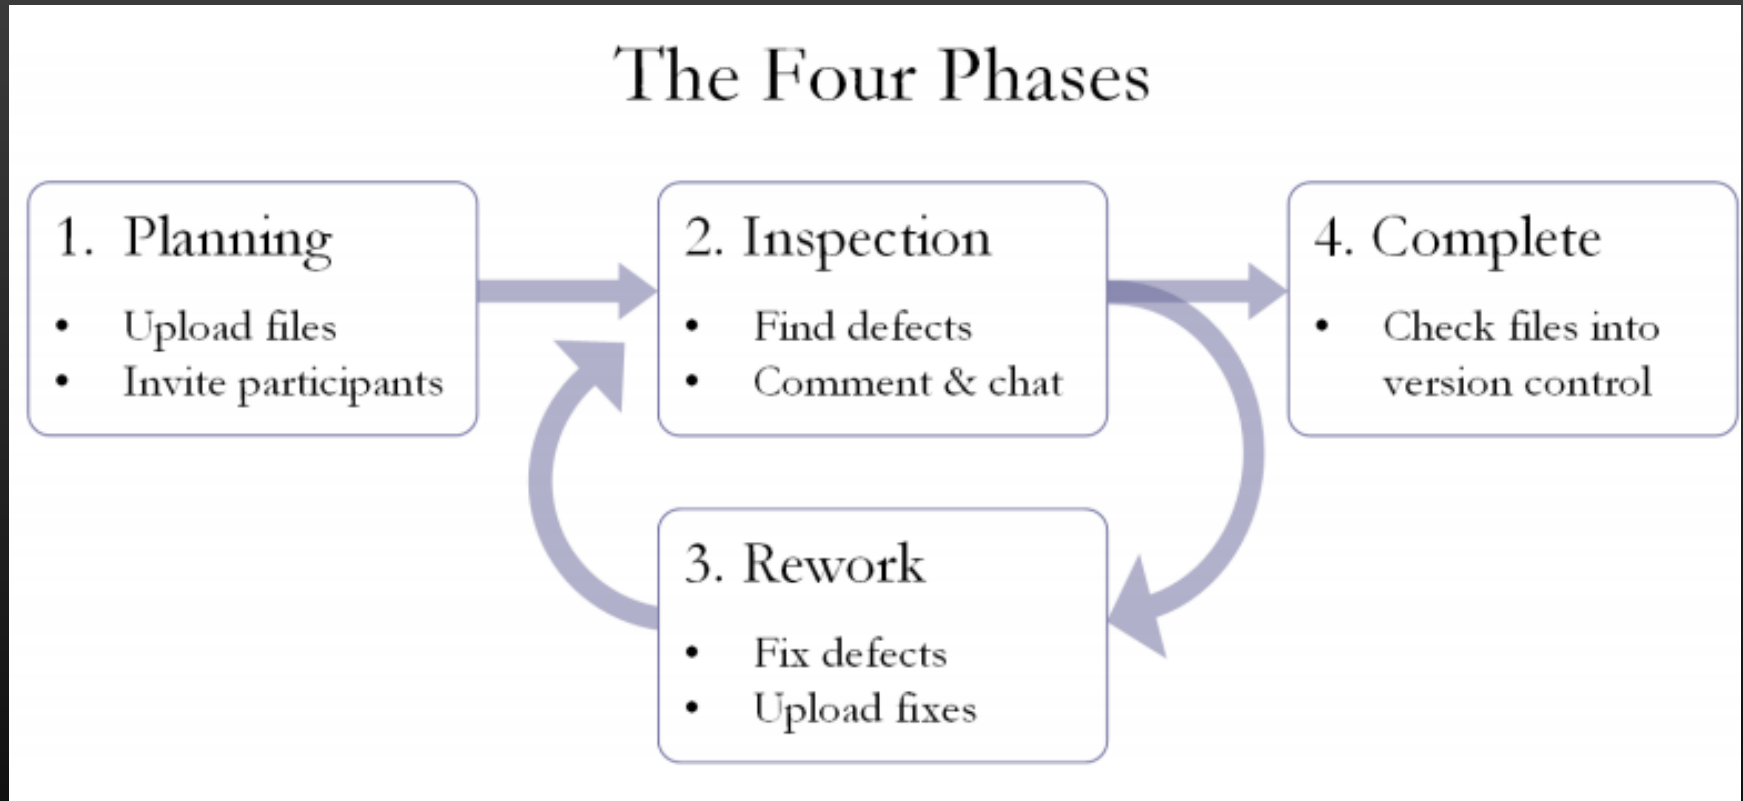 The Four Phases
1. Planning
• Upload files
• Invite participants
2. Inspection
• Find defects
• Comment & chat
4. Complete
• Check files into
version control
3. Rework
• Fix defects
• Upload fixes